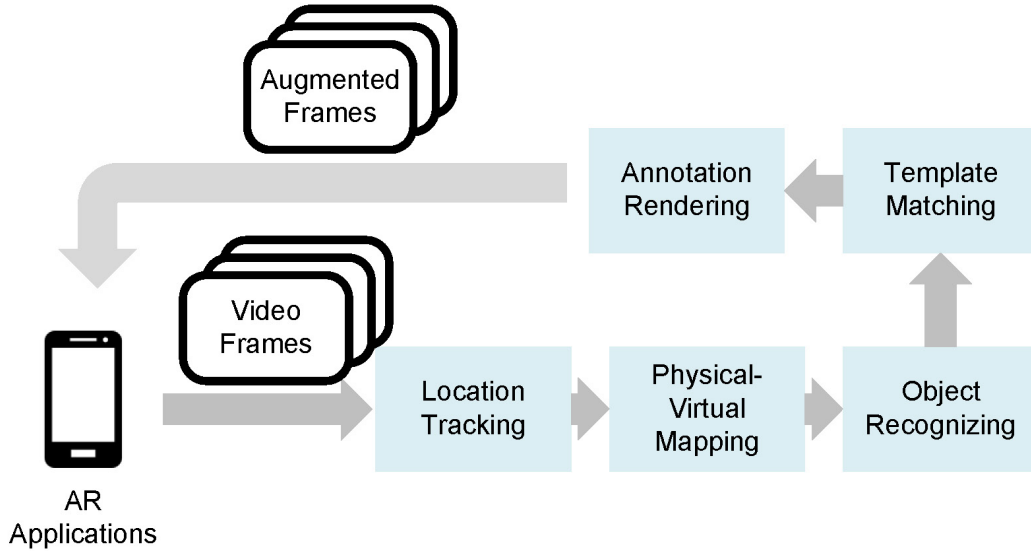 Augmented
Frames
Annotation
Rendering
Template
Matching
Video
Frames
Location
Tracking
Physical-
Virtual
Mapping
Object
Recognizing
AR
Applications